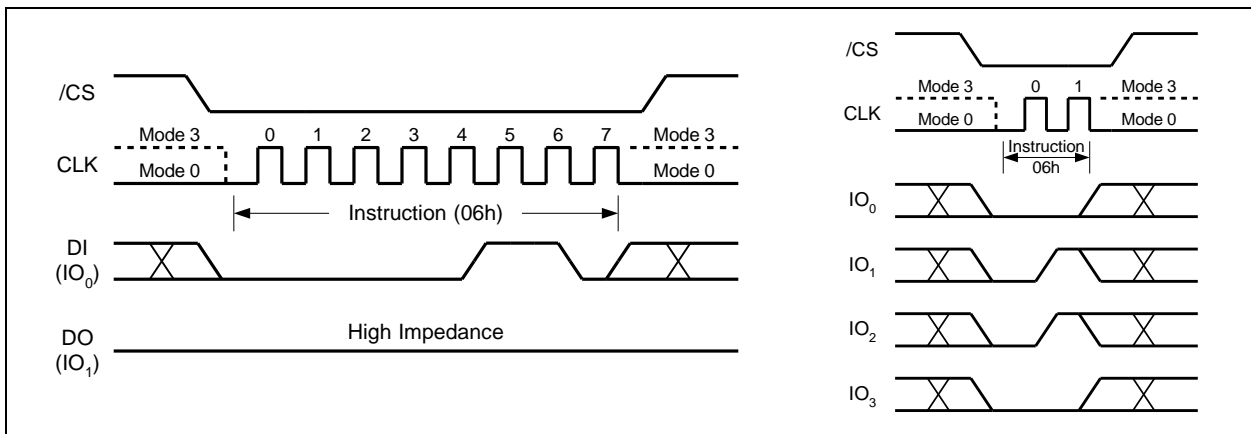 /CS
Mode 3 0 1 2 3 4 5 6 7 Mode 3
CLK
Mode 0 Mode 0
Instruction (06h)
DI
(IO0)
DO
(IO1)
High Impedance
/CS
Mode 3 0 1 Mode 3
CLK
Mode 0 Mode 0
Instruction
06h
IO0
IO1
IO2
IO3